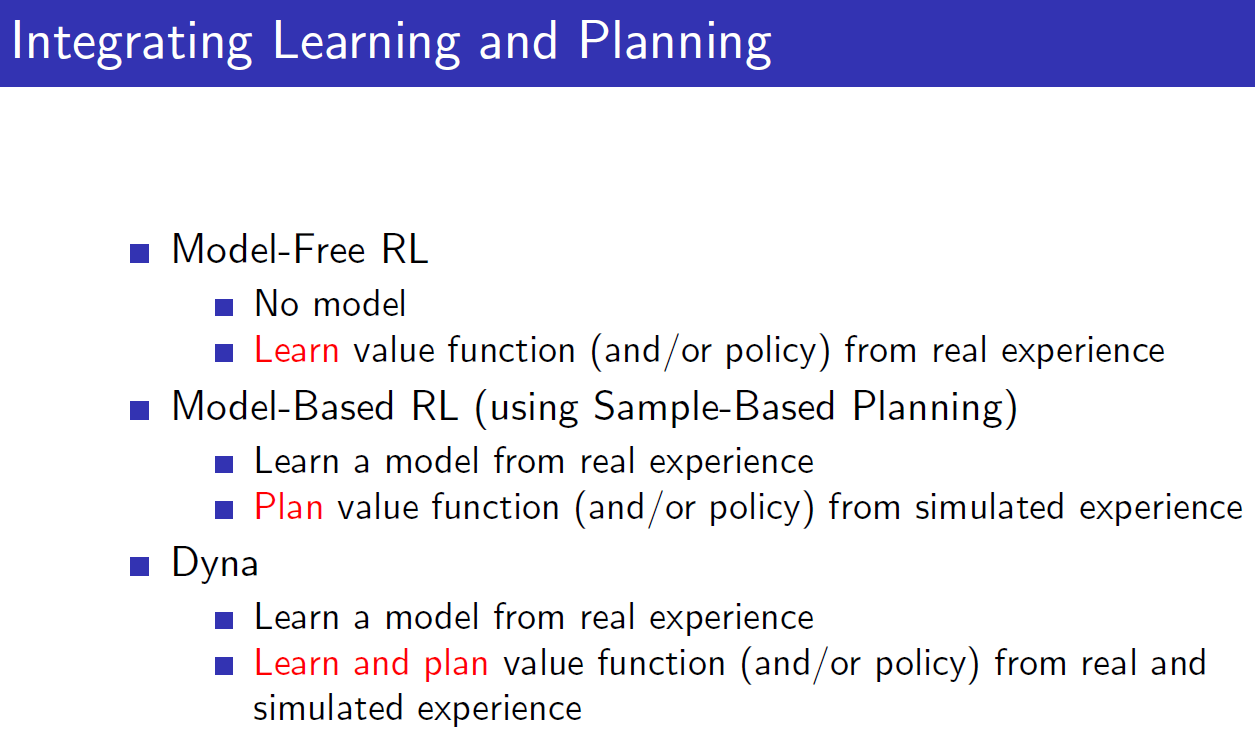 Integrating Learning and Planning
Model-Free RL
No model
Learn value function (and/or policy) from real experience
Model-Based RL (using Sample-Based Planning)
Learn a model from real experience
Plan value function (and/or policy) from simulated experience
Dyna
Learn a model from real experience
Learn and plan value function (and/or policy) from real and
simulated experience